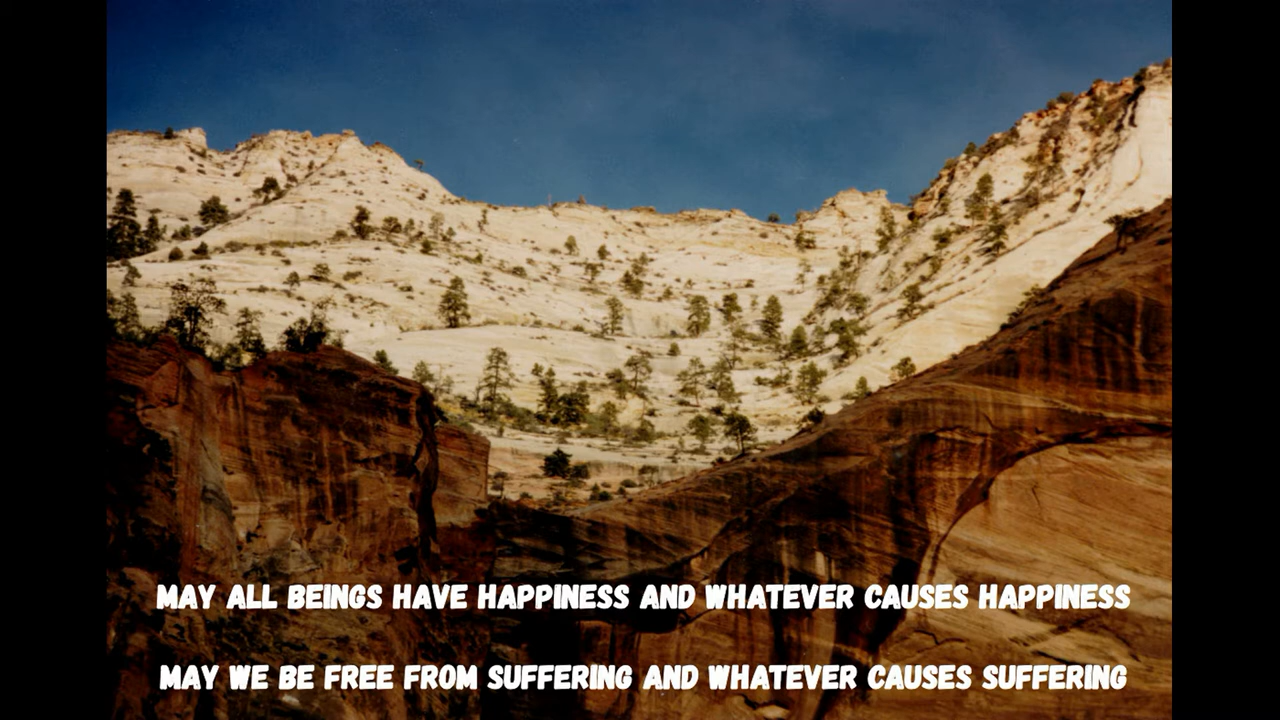 MAY ALL BEINGS HAVE HAPPINESS AND WHATEVER CAUSES HAPPINESS
MAY WE BE FREE FROM SUFFERING AND WHATEVER CAUSES SUFFERING